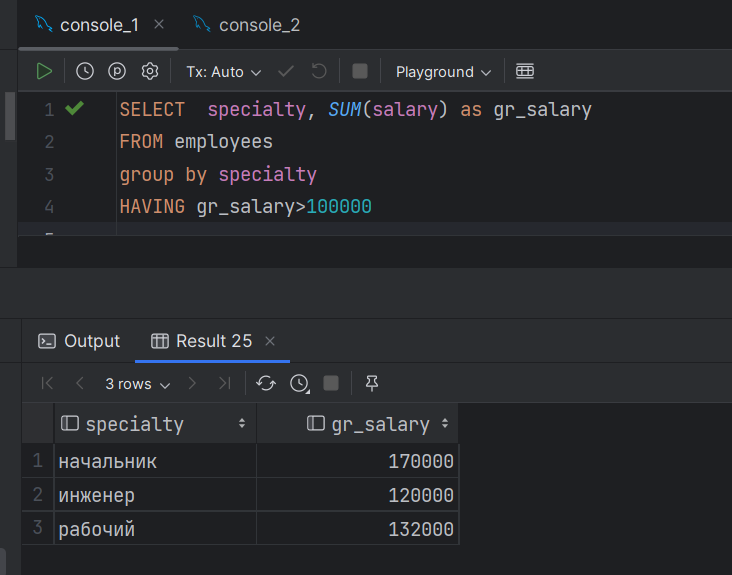 console_1 console_2
Tx: Auto Playground
1 SELECT  specialty, SUM(salary) as gr_salary
2 FROM employees
3 group by specialty
4 HAVING gr_salary>100000
Output Result 25
3 rows
specialty gr_salary
1 начальник 170000
2 инженер 120000
3 рабочий 132000